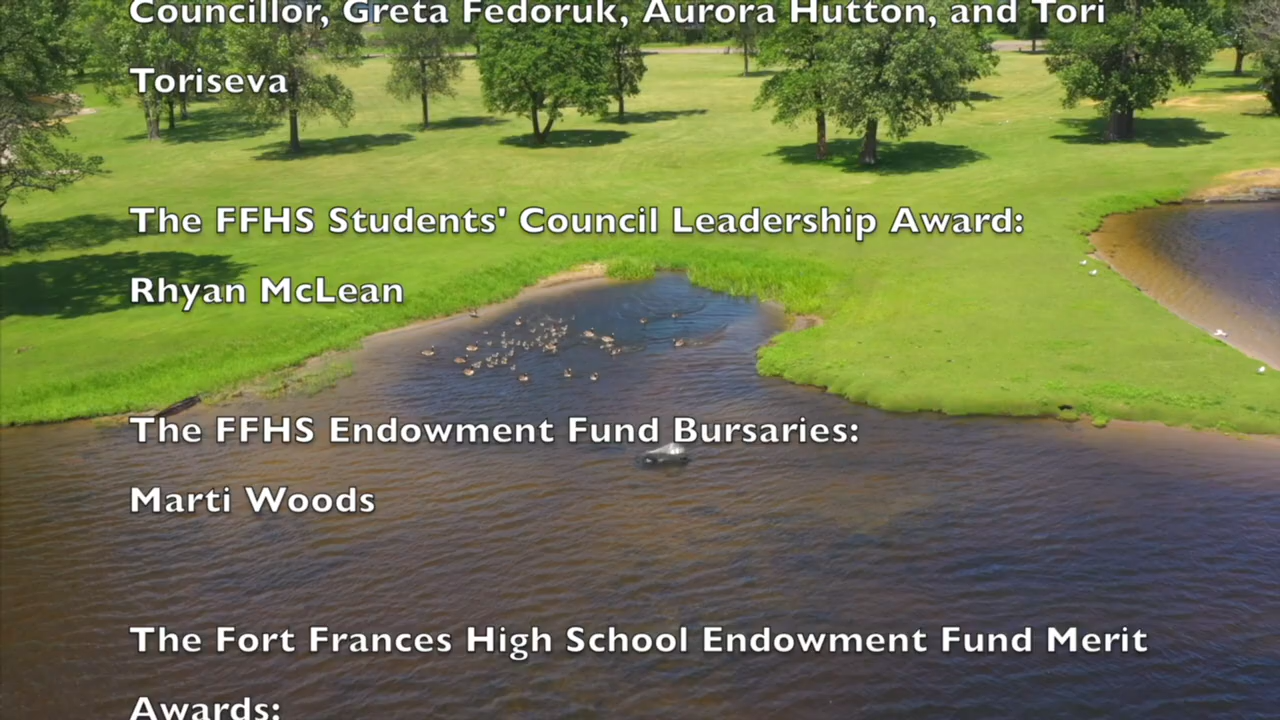 Councillor, Greta Fedoruk, Aurora Hutton, and Tori
Toriseva
The FFHS Students' Council Leadership Award:
Rhyan McLean
The FFHS Endowment Fund Bursaries:
Marti Woods
The Fort Frances High School Endowment Fund Merit
Awards: